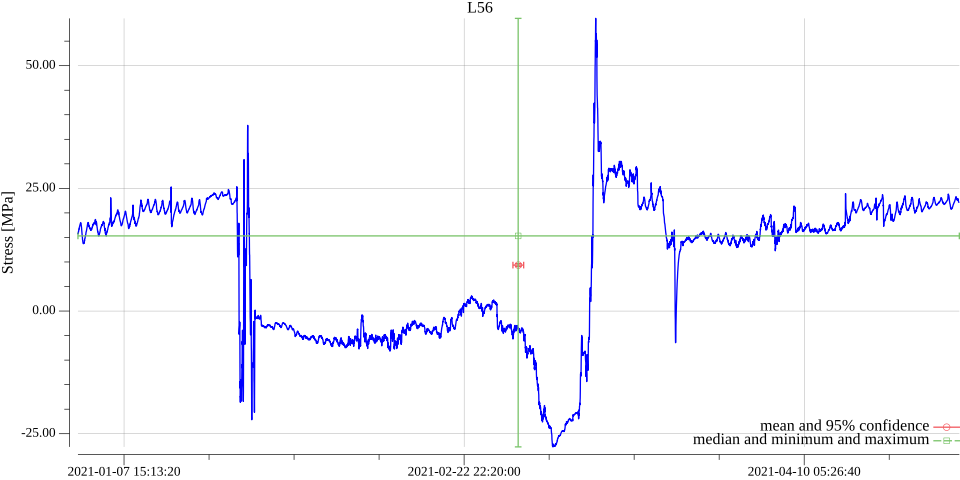 L56
50.00
25.00
0.00
-25.00
Stress [MPa]
mean and 95% confidence
median and minimum and maximum
2021-01-07 15:13:20
2021-02-22 22:20:00
2021-04-10 05:26:40